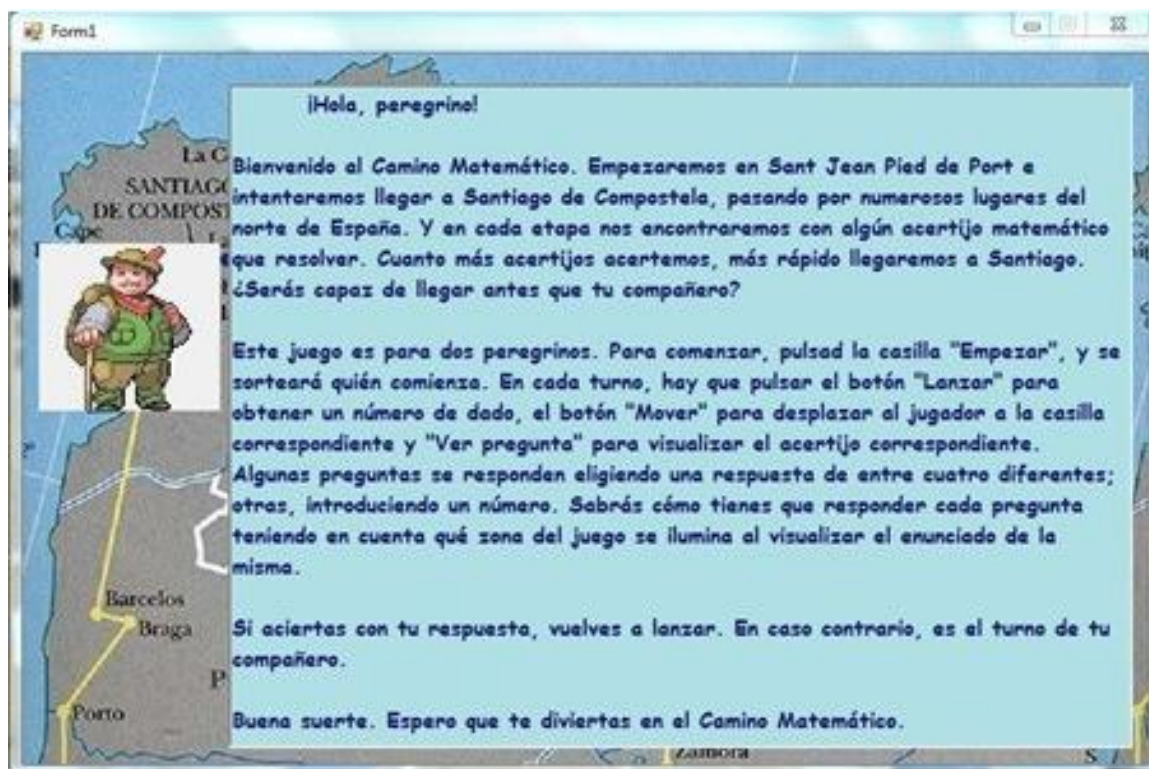 Form1
¡Hola, peregrino!
Bienvenido al Camino Matemático. Empezaremos en Sant Jean Pied de Port e
intentaremos llegar a Santiago de Compostela, pasando por numerosos lugares del
norte de España. Y en cada etapa nos encontraremos con algún acertijo matemático
que resolver. Cuanto más acertijos acertemos, más rápido llegaremos a Santiago.
¿Serás capaz de llegar antes que tu compañero?
Este juego es para dos peregrinos. Para comenzar, pulsad la casilla "Empezar", y se
sorteará quién comienza. En cada turno, hay que pulsar el botón "Lanzar" para
obtener un número de dado, el botón "Mover" para desplazar al jugador a la casilla
correspondiente y "Ver pregunta" para visualizar el acertijo correspondiente.
Algunas preguntas se responden eligiendo una respuesta de entre cuatro diferentes;
otras, introduciendo un número. Sabrás cómo tienes que responder cada pregunta
teniendo en cuenta qué zona del juego se ilumina al visualizar el enunciado de la
misma.
Si aciertas con tu respuesta, vuelves a lanzar. En caso contrario, es el turno de tu
compañero.
Buena suerte. Espero que te diviertas en el Camino Matemático.
La C
SANTIAG
DE COMPOS
Cape
Barcelos
Braga
P
Porto
Zamora
S